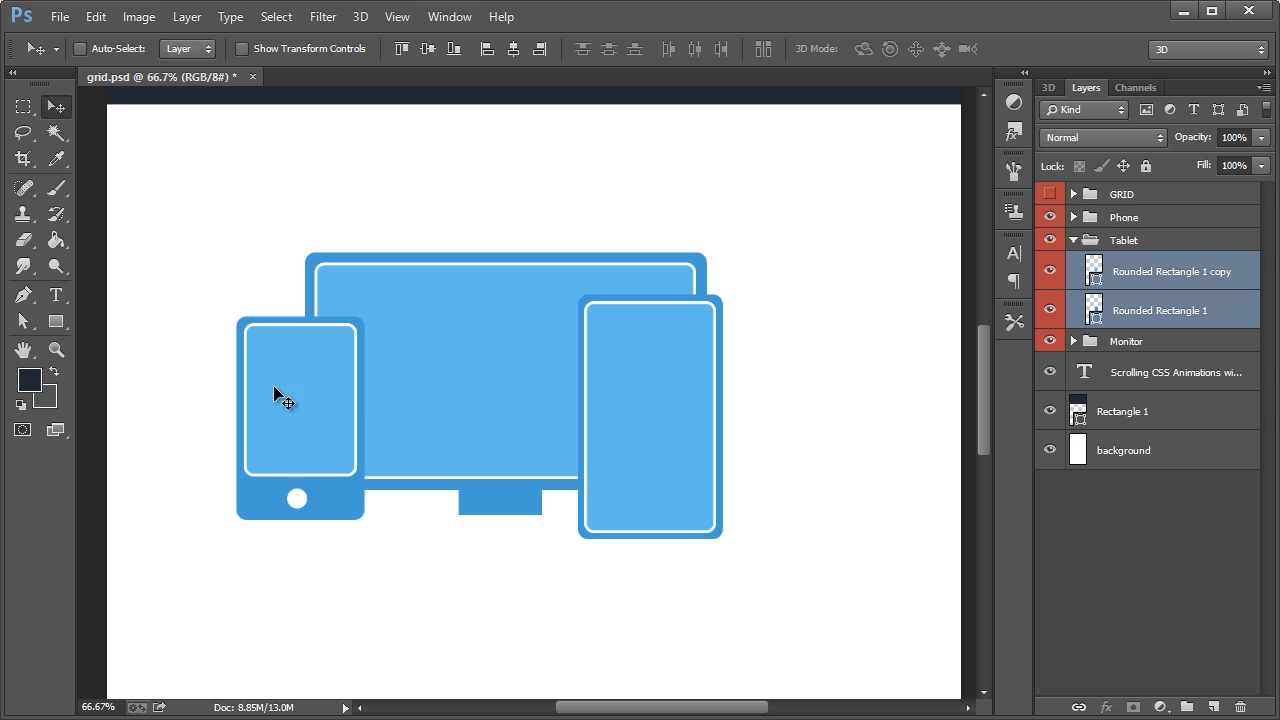 Ps File Edit Image Layer Type Select Filter 3D View Window Help
Auto-Select: Layer Show Transform Controls 3D Mode: 3D
grid.psd @ 66.7% (RGB/8#) * ×
3D Layers Channels
Kind
Normal Opacity: 100%
Lock: Fill: 100%
GRID
Phone
Tablet
Rounded Rectangle 1 copy
Rounded Rectangle 1
Monitor
Scrolling CSS Animations wi...
Rectangle 1
background
66.67% Doc: 8.85M/13.0M